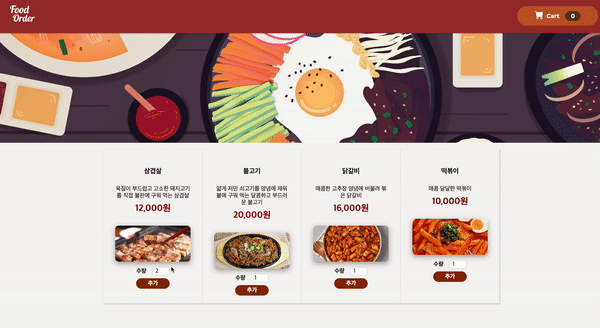 Food
Order
Cart 0
삼겹살
육질이 부드럽고 고소한 돼지고기
를 직접 불판에 구워 먹는 삼겹살
12,000원
수량 2
추가
불고기
얇게 저민 쇠고기를 양념에 재워
불에 구워 먹는 달콤하고 부드러
운 불고기
20,000원
수량 1
추가
닭갈비
매콤한 고추장 양념에 버물러 볶
은 닭갈비
16,000원
수량 1
추가
떡볶이
매콤 달달한 떡볶이
10,000원
수량 1
추가